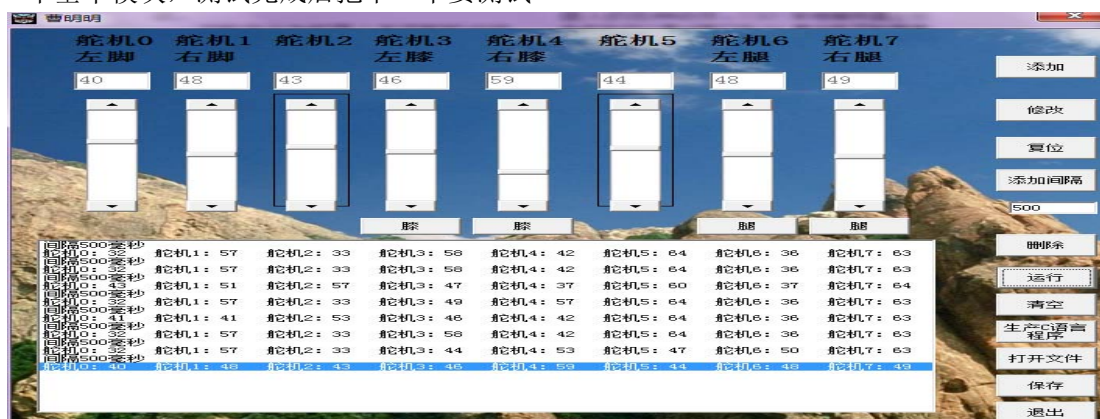 曹明明
舵机0 舵机1 舵机2 舵机3 舵机4 舵机5 舵机6 舵机7
左脚 右脚 左膝 右膝 左腿 右腿
40 48 43 46 59 44 48 49
添加
修改
复位
添加间隔
500
膝 膝 腿 腿
删除
运行
清空
生产C语言
程序
打开文件
保存
退出
间隔500毫秒
舵机0: 32 舵机1: 57 舵机2: 33 舵机3: 58 舵机4: 42 舵机5: 64 舵机6: 36 舵机7: 63
间隔500毫秒
舵机0: 32 舵机1: 57 舵机2: 33 舵机3: 58 舵机4: 42 舵机5: 64 舵机6: 36 舵机7: 63
间隔500毫秒
舵机0: 43 舵机1: 51 舵机2: 57 舵机3: 47 舵机4: 37 舵机5: 60 舵机6: 37 舵机7: 64
间隔500毫秒
舵机0: 32 舵机1: 57 舵机2: 33 舵机3: 49 舵机4: 57 舵机5: 64 舵机6: 36 舵机7: 63
间隔500毫秒
舵机0: 41 舵机1: 41 舵机2: 53 舵机3: 46 舵机4: 42 舵机5: 64 舵机6: 36 舵机7: 63
间隔500毫秒
舵机0: 32 舵机1: 57 舵机2: 33 舵机3: 58 舵机4: 42 舵机5: 64 舵机6: 36 舵机7: 63
间隔500毫秒
舵机0: 32 舵机1: 57 舵机2: 33 舵机3: 44 舵机4: 53 舵机5: 47 舵机6: 50 舵机7: 63
间隔500毫秒
舵机0: 40 舵机1: 48 舵机2: 43 舵机3: 46 舵机4: 59 舵机5: 44 舵机6: 48 舵机7: 49